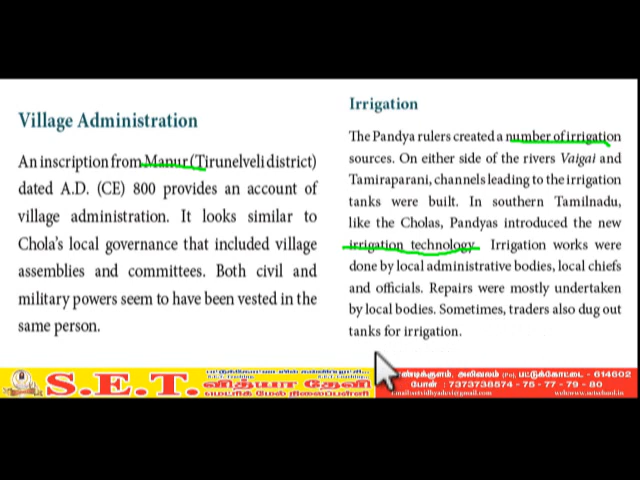 Village Administration
An inscription from Manur (Tirunelveli district)
dated A.D. (CE) 800 provides an account of
village administration. It looks similar to
Chola's local governance that included village
assemblies and committees. Both civil and
military powers seem to have been vested in the
same person.
Irrigation
The Pandya rulers created a number of irrigation
sources. On either side of the rivers Vaigai and
Tamiraparani, channels leading to the irrigation
tanks were built. In southern Tamilnadu,
like the Cholas, Pandyas introduced the new
irrigation technology. Irrigation works were
done by local administrative bodies, local chiefs
and officials. Repairs were mostly undertaken
by local bodies. Sometimes, traders also dug out
tanks for irrigation.
S.E.T.
வித்யா தேவி
மெட்ரிக் மேல் நிலைப்பள்ளி
அலிவலம் (Po), பட்டுக்கோட்டை - 614602
போன் : 7373738874 - 76 - 77 - 79 - 80